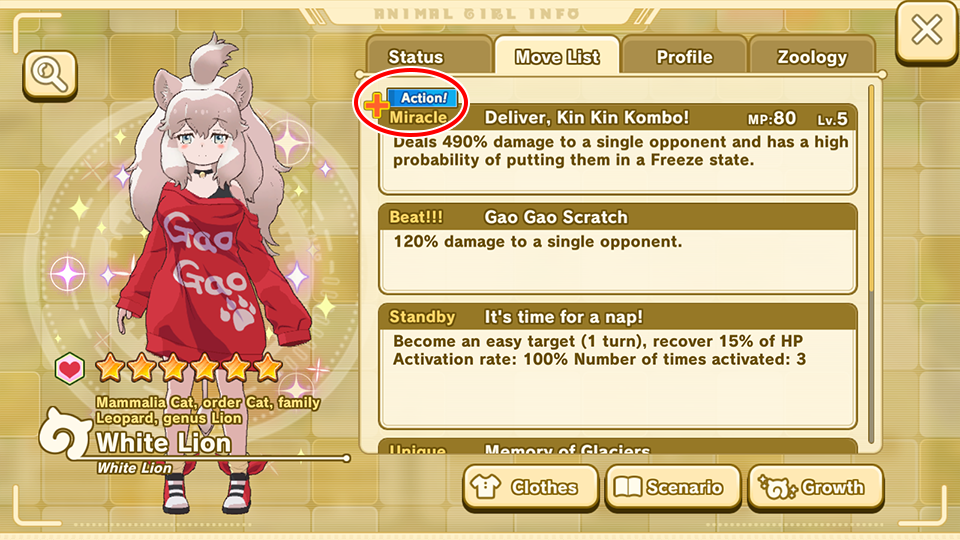 ANIMAL GIRL INFO
Status
Move List
Profile
Zoology
Action!
Miracle
Deliver, Kin Kin Kombo!
MP:80
Lv.5
Deals 490% damage to a single opponent and has a high
probability of putting them in a Freeze state.
Beat!!!
Gao Gao Scratch
120% damage to a single opponent.
Standby
It's time for a nap!
Become an easy target (1 turn), recover 15% of HP
Activation rate: 100% Number of times activated: 3
Unique
Memory of Glaciers
Gao
Gao
Mammalia Cat, order Cat, family
Leopard, genus Lion
White Lion
White Lion
Clothes
Scenario
Growth